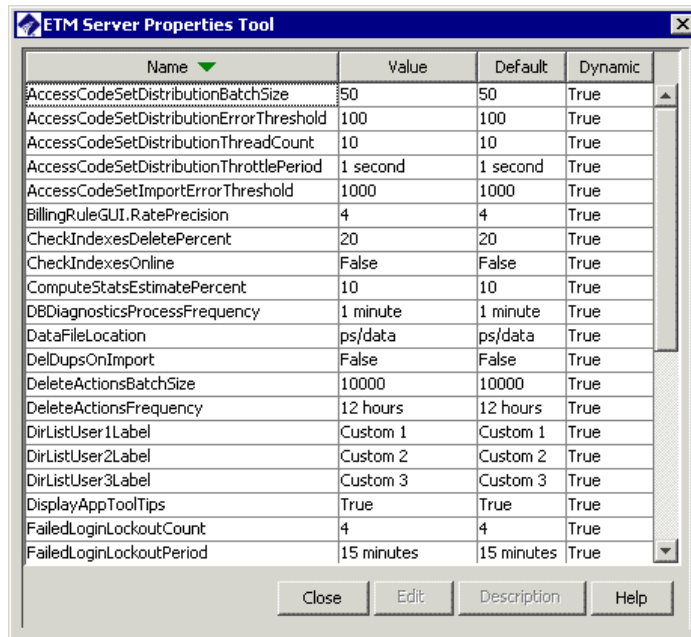 ETM Server Properties Tool
Name Value Default Dynamic
AccessCodeSetDistributionBatchSize 50 50 True
AccessCodeSetDistributionErrorThreshold 100 100 True
AccessCodeSetDistributionThreadCount 10 10 True
AccessCodeSetDistributionThrottlePeriod 1 second 1 second True
AccessCodeSetImportErrorThreshold 1000 1000 True
BillingRuleGUI.RatePrecision 4 4 True
CheckIndexesDeletePercent 20 20 True
CheckIndexesOnline False False True
ComputeStatsEstimatePercent 10 10 True
DBDiagnosticsProcessFrequency 1 minute 1 minute True
DataFileLocation ps/data ps/data True
DelDupsOnImport False False True
DeleteActionsBatchSize 10000 10000 True
DeleteActionsFrequency 12 hours 12 hours True
DirListUser1Label Custom 1 Custom 1 True
DirListUser2Label Custom 2 Custom 2 True
DirListUser3Label Custom 3 Custom 3 True
DisplayAppToolTips True True True
FailedLoginLockoutCount 4 4 True
FailedLoginLockoutPeriod 15 minutes 15 minutes True
Close Edit Description Help